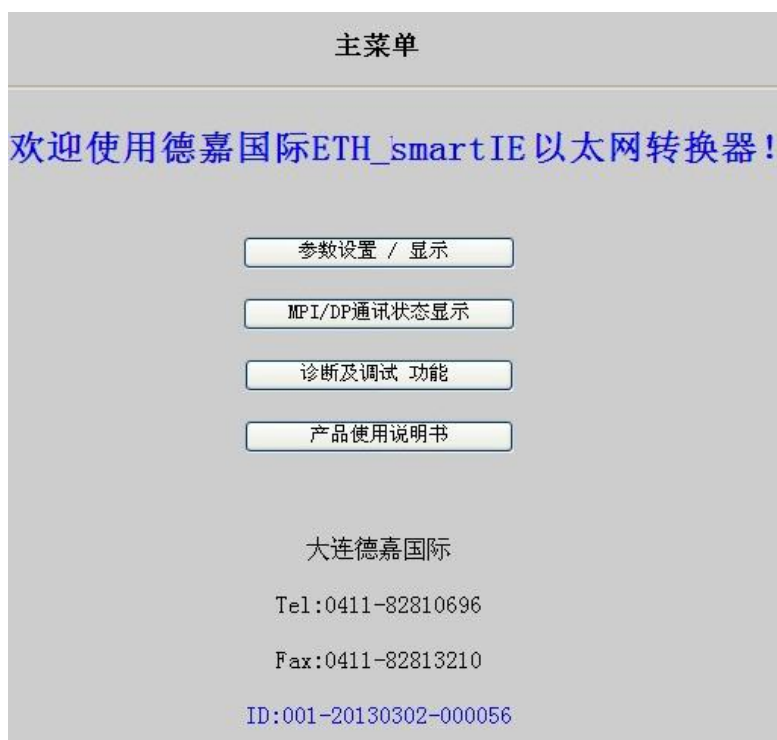 主菜单
欢迎使用德嘉国际ETH_smartIE以太网转换器!
参数设置 / 显示
MPI/DP通讯状态显示
诊断及调试 功能
产品使用说明书
大连德嘉国际
Tel:0411-82810696
Fax:0411-82813210
ID:001-20130302-000056